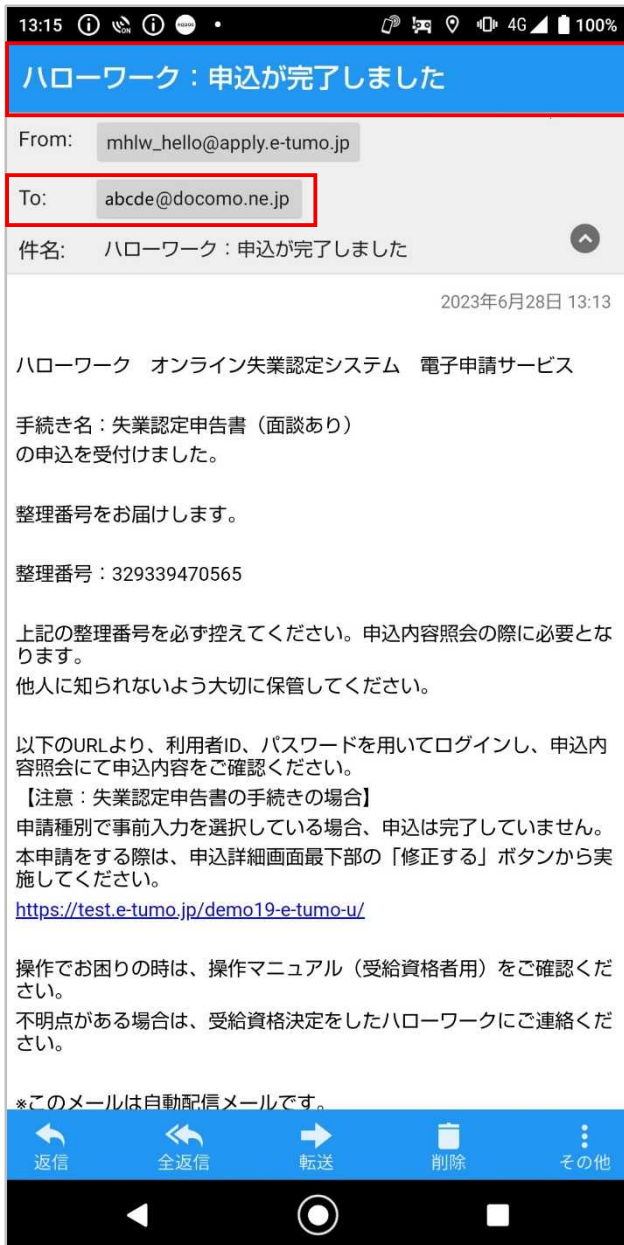 13:15 4G 100%
ハローワーク：申込が完了しました
From: mhlw_hello@apply.e-tumo.jp
To: abcde@docomo.ne.jp
件名: ハローワーク：申込が完了しました
2023年6月28日 13:13
ハローワーク　オンライン失業認定システム　電子申請サービス
手続き名：失業認定申告書（面談あり）
の申込を受付けました。
整理番号をお届けします。
整理番号：329339470565
上記の整理番号を必ず控えてください。申込内容照会の際に必要とな
ります。
他人に知られないよう大切に保管してください。
以下のURLより、利用者ID、パスワードを用いてログインし、申込内
容照会にて申込内容をご確認ください。
【注意：失業認定申告書の手続きの場合】
申請種別で事前入力を選択している場合、申込は完了していません。
本申請をする際は、申込詳細画面最下部の「修正する」ボタンから実
施してください。
https://test.e-tumo.jp/demo19-e-tumo-u/
操作でお困りの時は、操作マニュアル（受給資格者用）をご確認くだ
さい。
不明点がある場合は、受給資格決定をしたハローワークにご連絡くだ
さい。
*このメールは自動配信メールです。
返信 全返信 転送 削除 その他